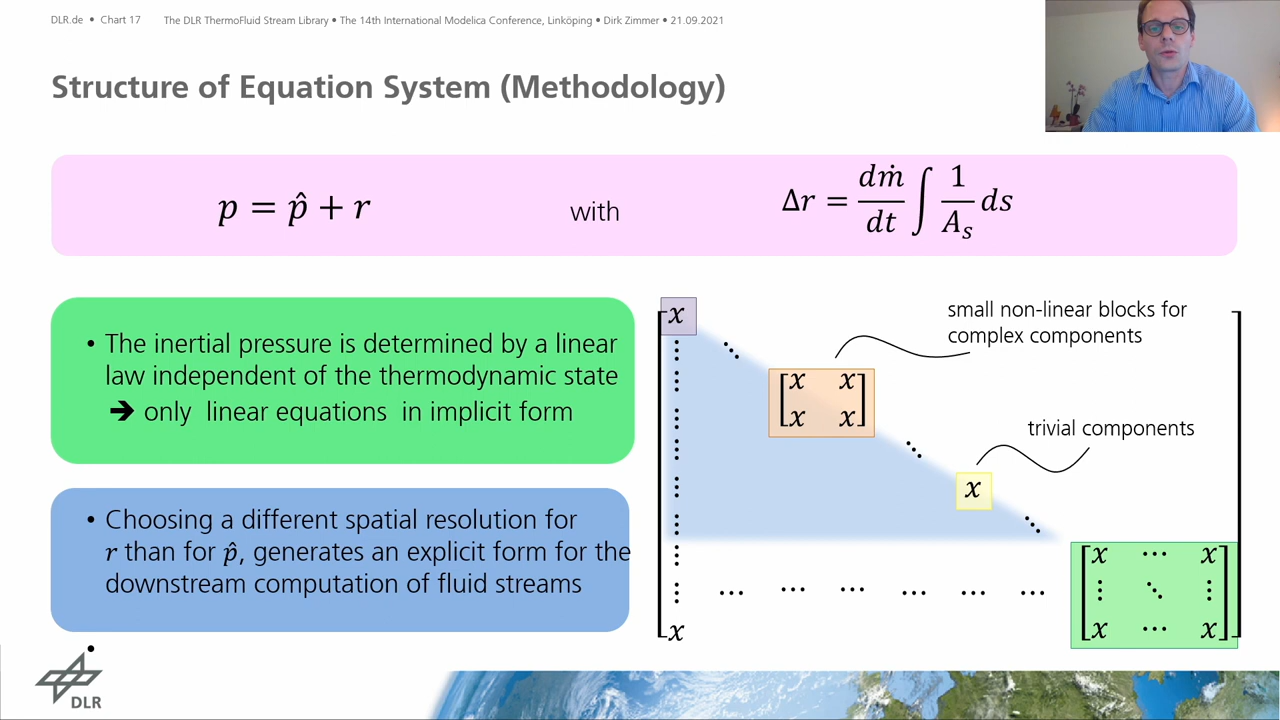 DLR.de • Chart 17 The DLR ThermoFluid Stream Library • The 14th International Modelica Conference, Linköping • Dirk Zimmer • 21.09.2021
Structure of Equation System (Methodology)
p = p̂ + r with Δr = dṁ/dt ∫ 1/Aₛ ds
• The inertial pressure is determined by a linear
law independent of the thermodynamic state
➔ only linear equations in implicit form
• Choosing a different spatial resolution for
r than for p̂, generates an explicit form for the
downstream computation of fluid streams
•
small non-linear blocks for
complex components
trivial components
x
⋮ ⋱
[x x]
[x x]
⋮ ⋱
x
⋮ ⋱
[x ⋯ x]
⋮ ⋯ ⋯ ⋯ ⋯ ⋯ ⋯ [⋮ ⋱ ⋮]
x [x ⋯ x]
DLR